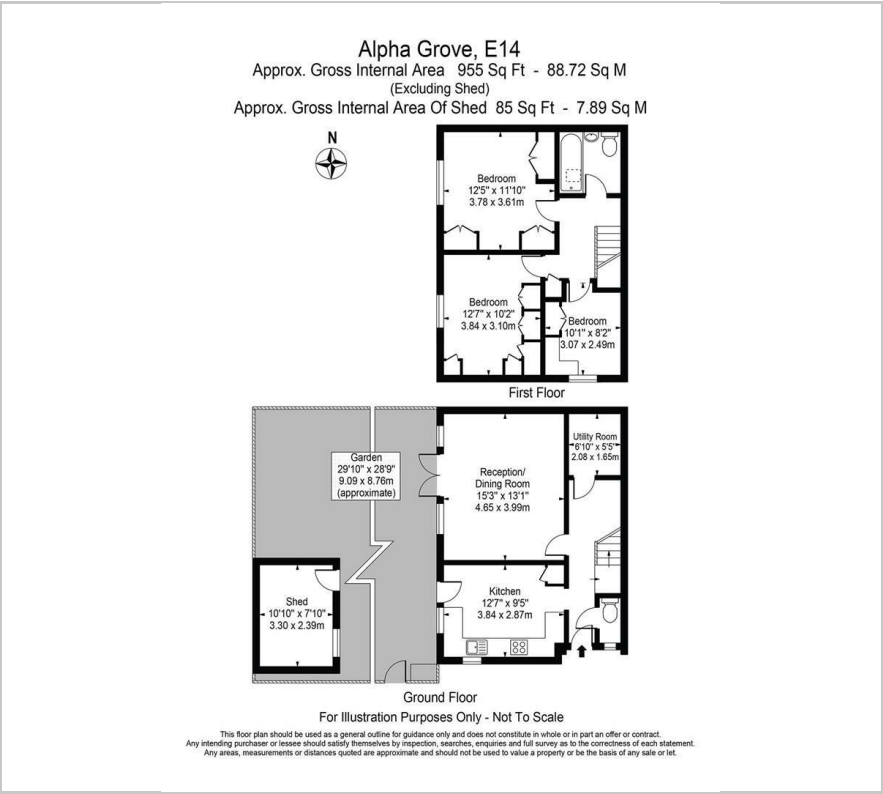 Alpha Grove, E14
Approx. Gross Internal Area 955 Sq Ft - 88.72 Sq M
(Excluding Shed)
Approx. Gross Internal Area Of Shed 85 Sq Ft - 7.89 Sq M
N
Bedroom
12'5" x 11'10"
3.78 x 3.61m
Bedroom
12'7" x 10'2"
3.84 x 3.10m
Bedroom
10'1" x 8'2"
3.07 x 2.49m
First Floor
Garden
29'10" x 28'9"
9.09 x 8.76m
(approximate)
Reception/
Dining Room
15'3" x 13'1"
4.65 x 3.99m
Utility Room
6'10" x 5'5"
2.08 x 1.65m
Shed
10'10" x 7'10"
3.30 x 2.39m
Kitchen
12'7" x 9'5"
3.84 x 2.87m
Ground Floor
For Illustration Purposes Only - Not To Scale
This floor plan should be used as a general outline for guidance only and does not constitute in whole or in part an offer or contract.
Any intending purchaser or lessee should satisfy themselves by inspection, searches, enquiries and full survey as to the correctness of each statement.
Any areas, measurements or distances quoted are approximate and should not be used to value a property or be the basis of any sale or let.